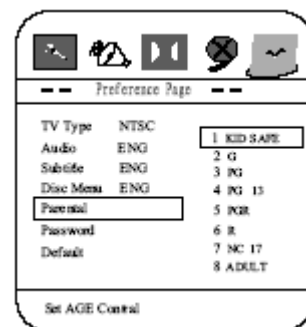 Preference Page
TV Type NTSC
Audio ENG
Subtitle ENG
Disc Menu ENG
Parental
Password
Default
1 KID SAFE
2 G
3 PG
4 PG 13
5 PGR
6 R
7 NC 17
8 ADULT
Set AGE Control